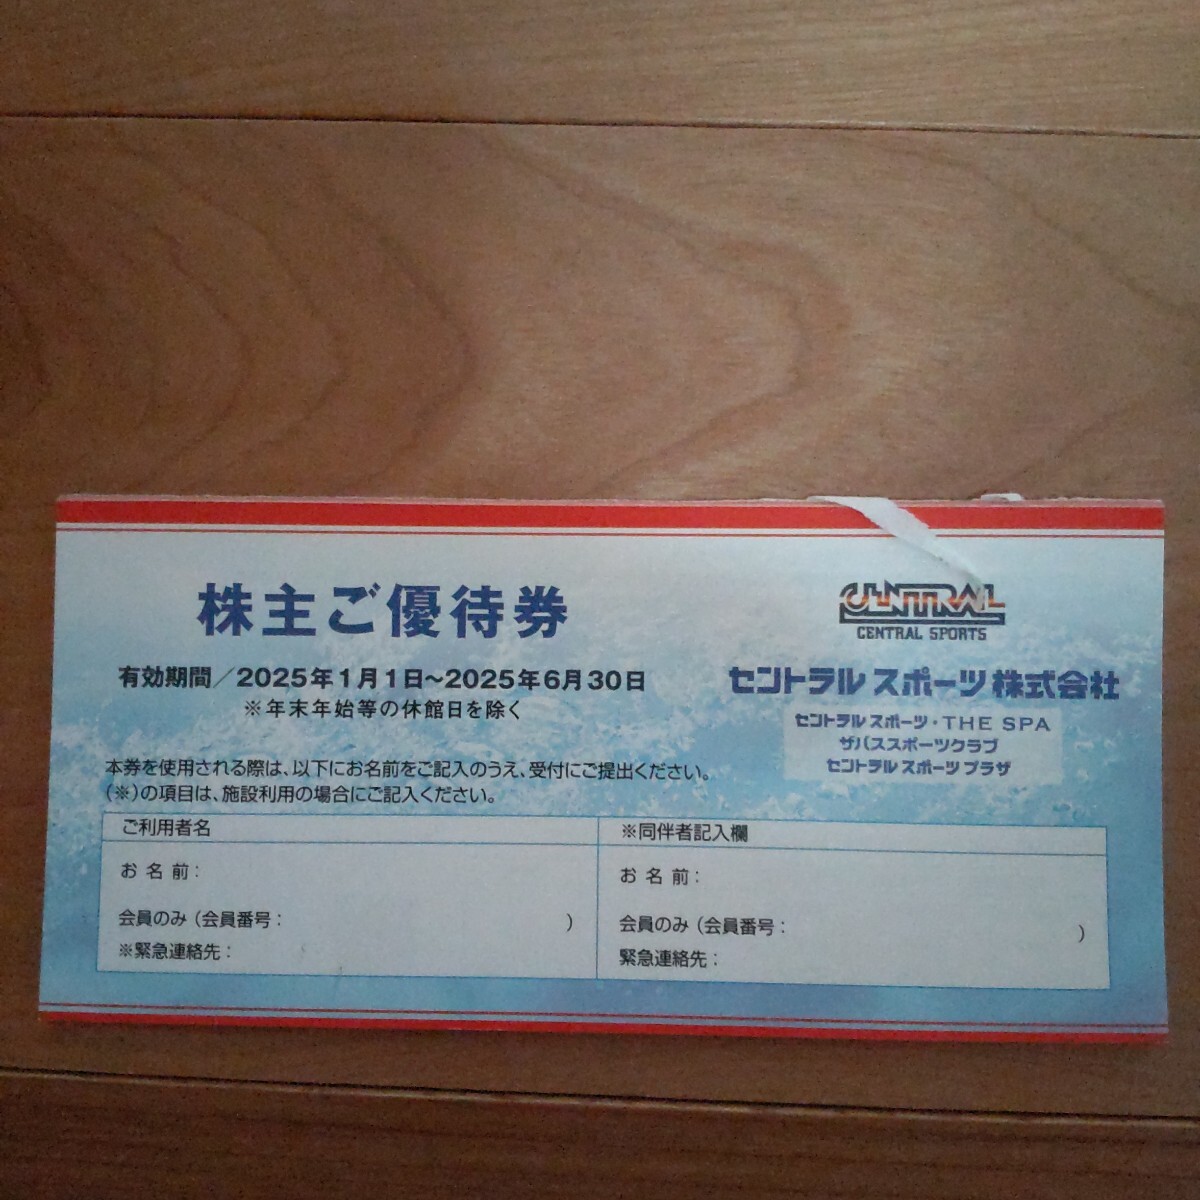 株主ご優待券
有効期間／2025年1月1日～2025年6月30日
※年末年始等の休館日を除く
CENTRAL
CENTRAL SPORTS
セントラルスポーツ株式会社
セントラルスポーツ・THE SPA
ザバススポーツクラブ
セントラルスポーツプラザ
本券を使用される際は、以下にお名前をご記入のうえ、受付にご提出ください。
（※）の項目は、施設利用の場合にご記入ください。
ご利用者名
お名前：
会員のみ（会員番号：　　　）
※緊急連絡先：
※同伴者記入欄
お名前：
会員のみ（会員番号：　　　）
緊急連絡先：